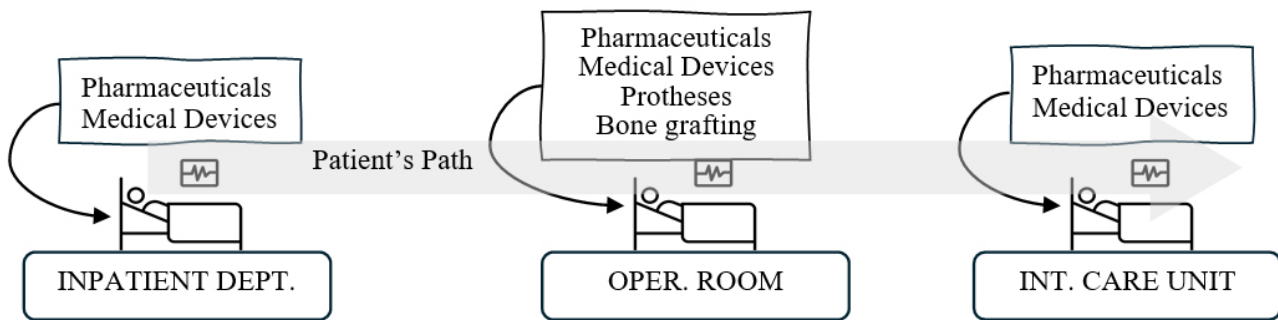 Pharmaceuticals
Medical Devices
Pharmaceuticals
Medical Devices
Protheses
Bone grafting
Pharmaceuticals
Medical Devices
Patient's Path
INPATIENT DEPT.
OPER. ROOM
INT. CARE UNIT